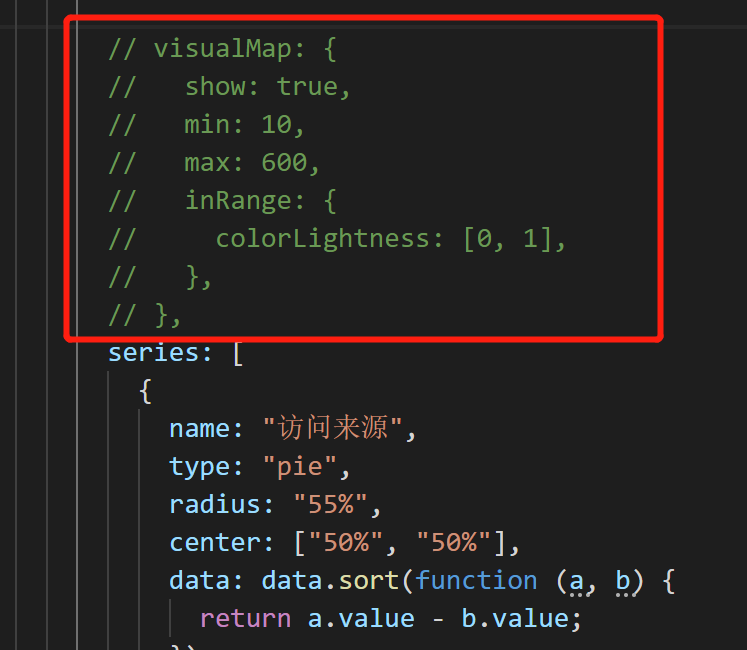 // visualMap: {
//   show: true,
//   min: 10,
//   max: 600,
//   inRange: {
//     colorLightness: [0, 1],
//   },
// },
series: [
  {
    name: "访问来源",
    type: "pie",
    radius: "55%",
    center: ["50%", "50%"],
    data: data.sort(function (a, b) {
      return a.value - b.value;